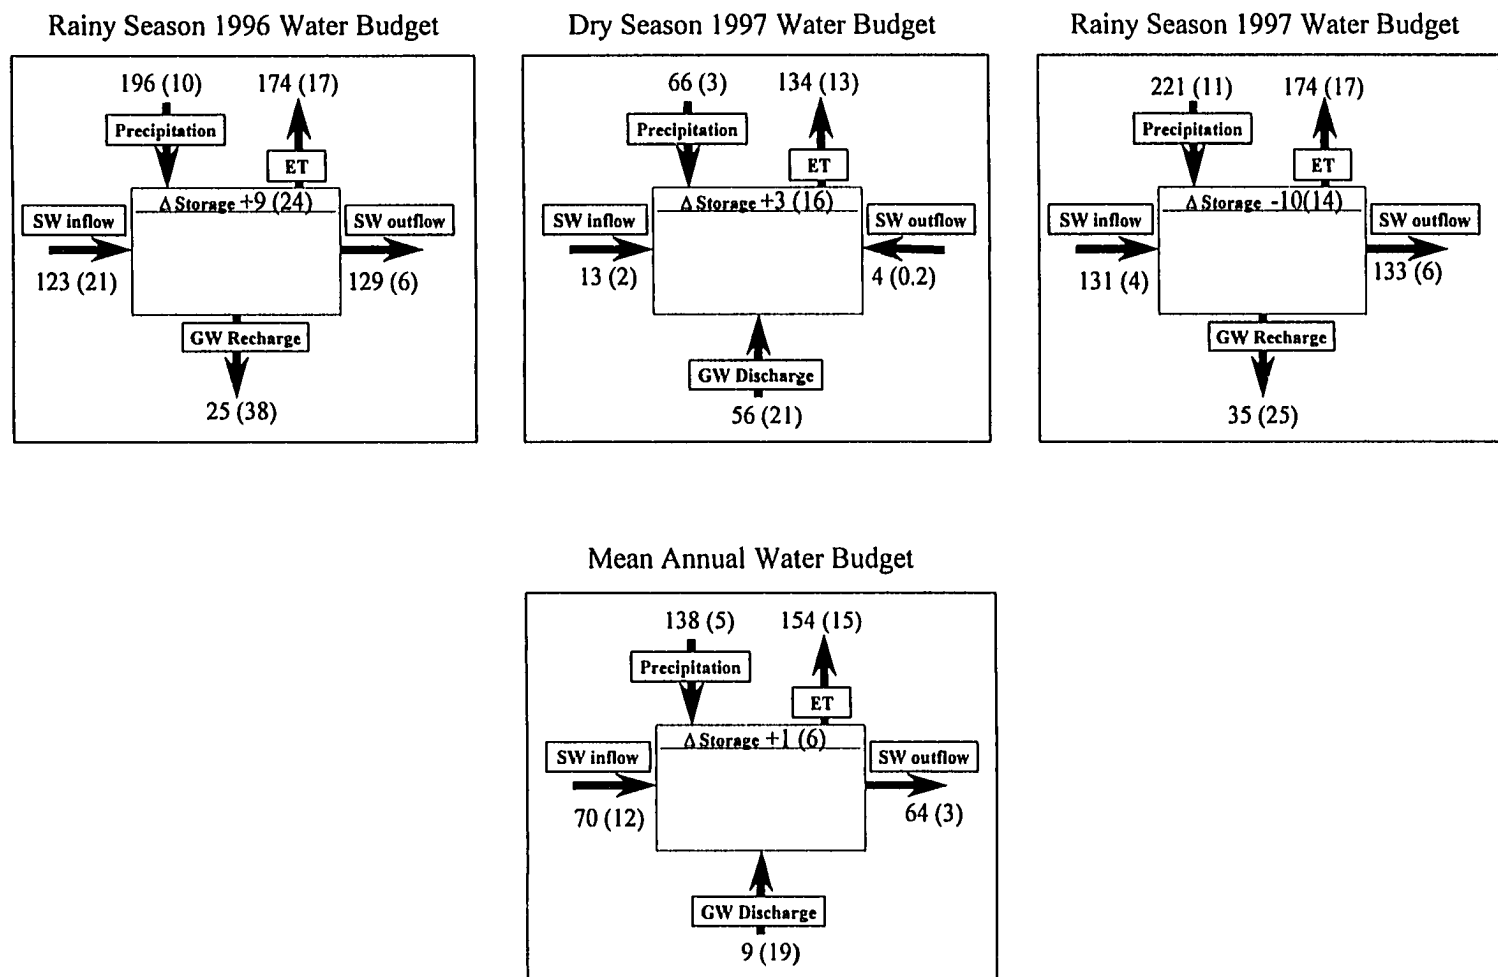 Rainy Season 1996 Water Budget
196 (10) 174 (17)
Precipitation
ET
Δ Storage +9 (24)
SW inflow SW outflow
123 (21) 129 (6)
GW Recharge
25 (38)
Dry Season 1997 Water Budget
66 (3) 134 (13)
Precipitation
ET
Δ Storage +3 (16)
SW inflow SW outflow
13 (2) 4 (0.2)
GW Discharge
56 (21)
Rainy Season 1997 Water Budget
221 (11) 174 (17)
Precipitation
ET
Δ Storage -10(14)
SW inflow SW outflow
131 (4) 133 (6)
GW Recharge
35 (25)
Mean Annual Water Budget
138 (5) 154 (15)
Precipitation
ET
Δ Storage +1 (6)
SW inflow SW outflow
70 (12) 64 (3)
GW Discharge
9 (19)